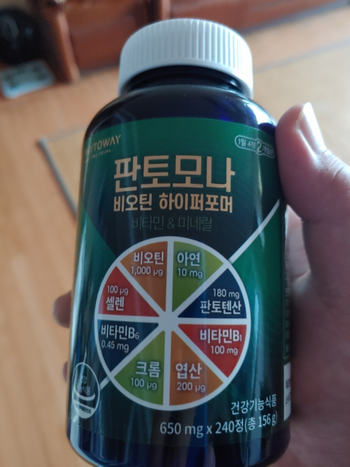 판토모나
비오틴 하이퍼포머
비타민 & 미네랄
비오틴
1,000 μg
아연
10 mg
180 mg
판토텐산
비타민B1
100 mg
엽산
200 μg
크롬
100 μg
비타민B6
0.45 mg
100 μg
셀렌
건강기능식품
650 mg x 240정(총 156 g)